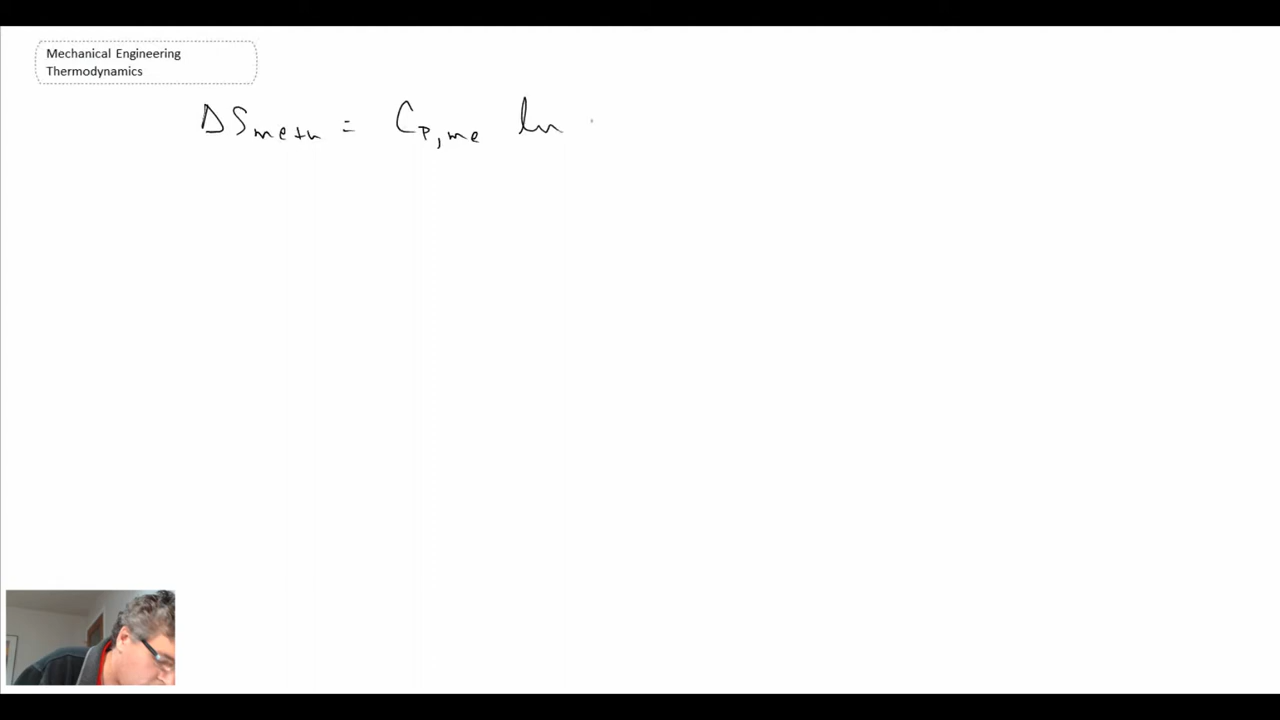 Mechanical Engineering
Thermodynamics
ΔS_meth = C_p,me ln